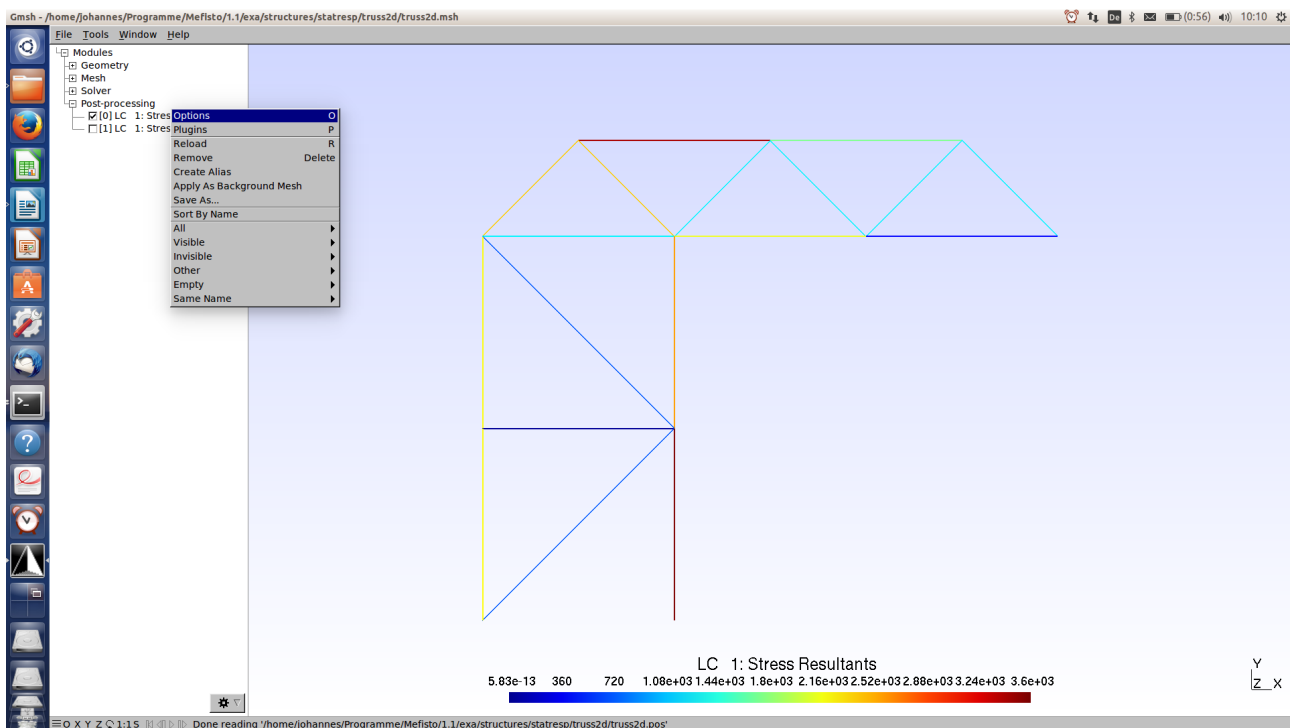 Gmsh - /home/johannes/Programme/Mefisto/1.1/exa/structures/statresp/truss2d/truss2d.msh
De (0:56) 10:10
File Tools Window Help
Modules
Geometry
Mesh
Solver
Post-processing
[0] LC 1: Stres
[1] LC 1: Stres
Options O
Plugins P
Reload R
Remove Delete
Create Alias
Apply As Background Mesh
Save As...
Sort By Name
All
Visible
Invisible
Other
Empty
Same Name
LC 1: Stress Resultants
5.83e-13 360 720 1.08e+03 1.44e+03 1.8e+03 2.16e+03 2.52e+03 2.88e+03 3.24e+03 3.6e+03
Y
Z X
O X Y Z 1:1 S Done reading '/home/johannes/Programme/Mefisto/1.1/exa/structures/statresp/truss2d/truss2d.pos'